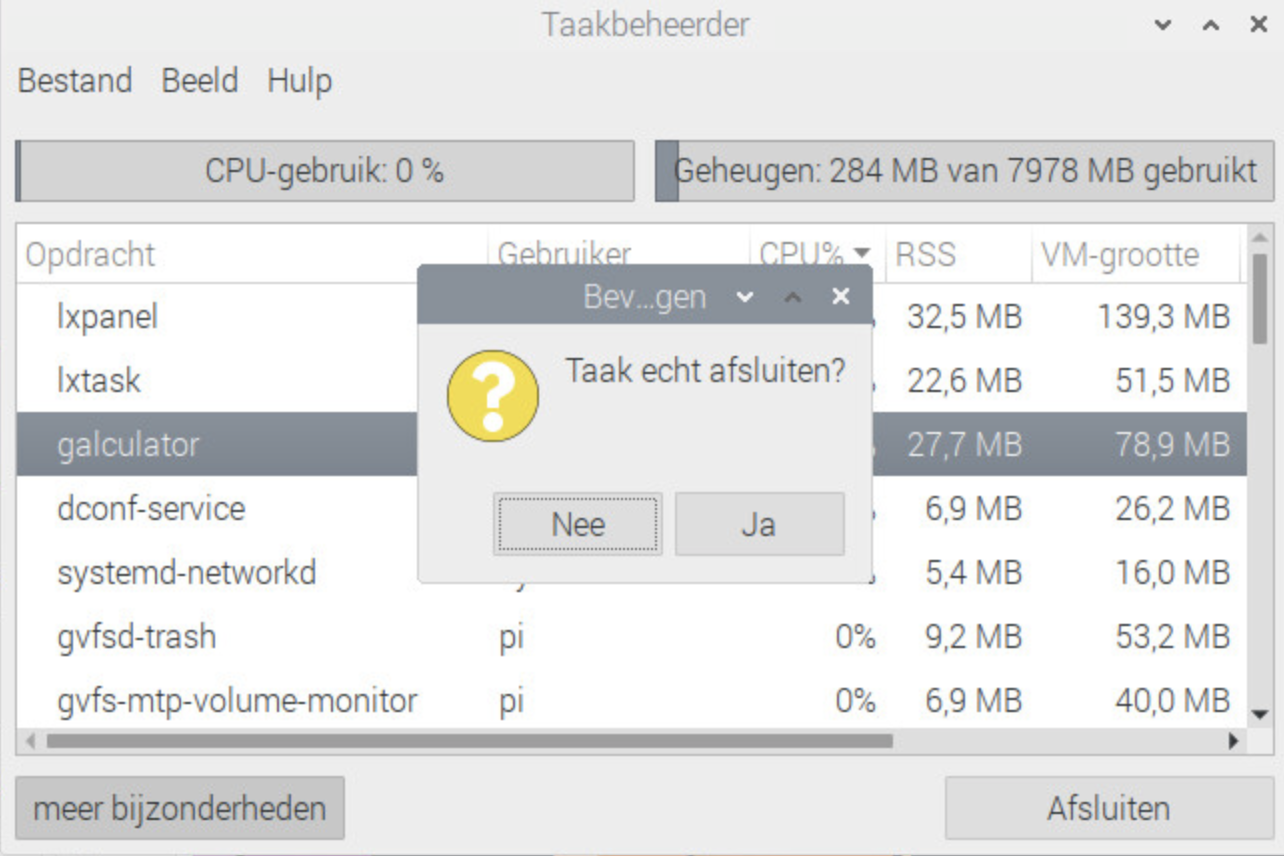 Taakbeheerder
Bestand Beeld Hulp
CPU-gebruik: 0 % Geheugen: 284 MB van 7978 MB gebruikt
Opdracht Gebruiker CPU% RSS VM-grootte
Bev...gen
lxpanel 32,5 MB 139,3 MB
Taak echt afsluiten?
lxtask 22,6 MB 51,5 MB
galculator 27,7 MB 78,9 MB
dconf-service 6,9 MB 26,2 MB
Nee Ja
systemd-networkd 5,4 MB 16,0 MB
gvfsd-trash pi 0% 9,2 MB 53,2 MB
gvfs-mtp-volume-monitor pi 0% 6,9 MB 40,0 MB
meer bijzonderheden Afsluiten